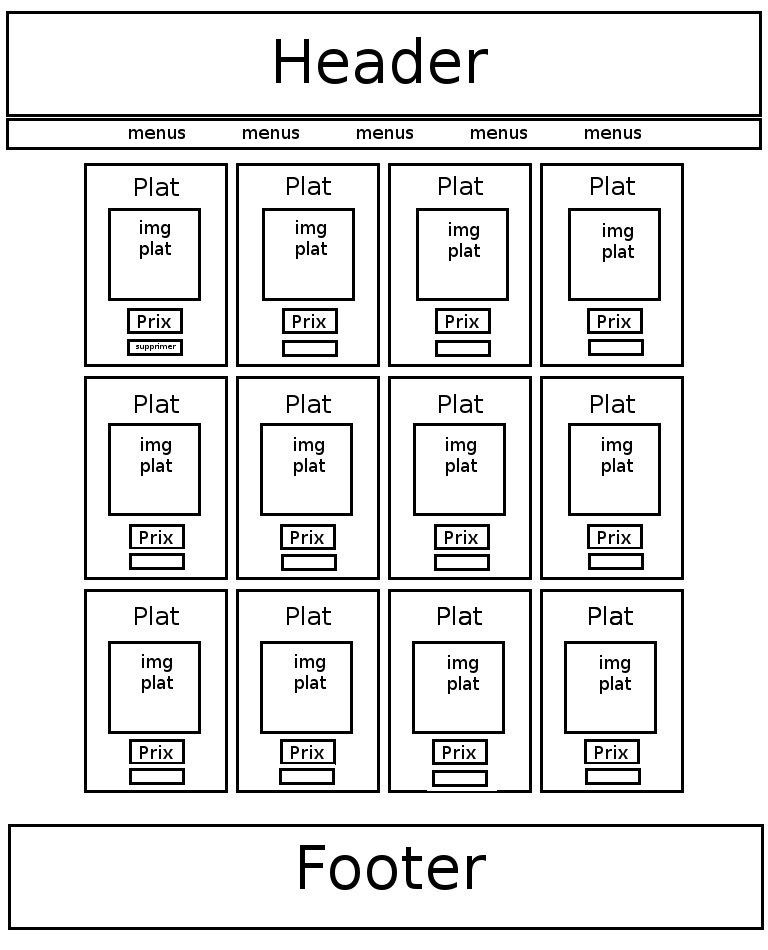 Header
menus menus menus menus menus
Plat Plat Plat Plat
img img img img
plat plat plat plat
Prix Prix Prix Prix
supprimer
Plat Plat Plat Plat
img img img img
plat plat plat plat
Prix Prix Prix Prix
Plat Plat Plat Plat
img img img img
plat plat plat plat
Prix Prix Prix Prix
Footer